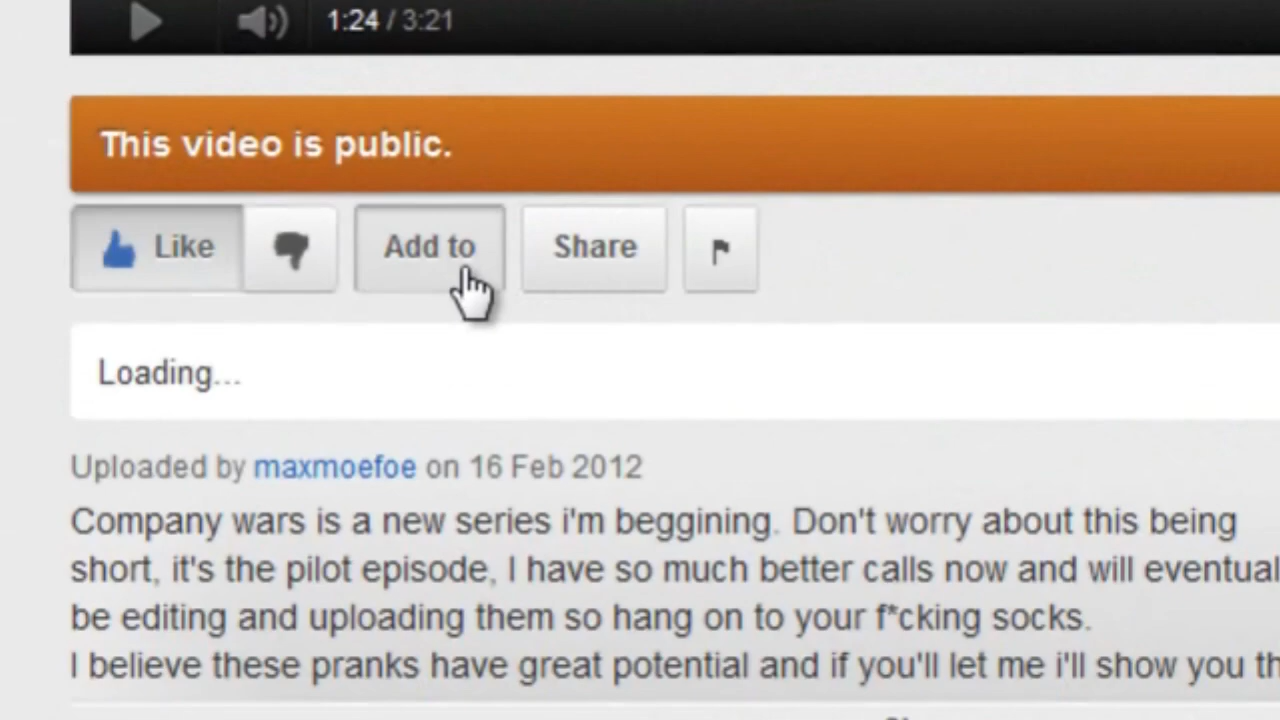 1:24 / 3:21
This video is public.
Like
Add to
Share
Loading...
Uploaded by maxmoefoe on 16 Feb 2012
Company wars is a new series i'm beggining. Don't worry about this being
short, it's the pilot episode, I have so much better calls now and will eventual
be editing and uploading them so hang on to your f*cking socks.
I believe these pranks have great potential and if you'll let me i'll show you th